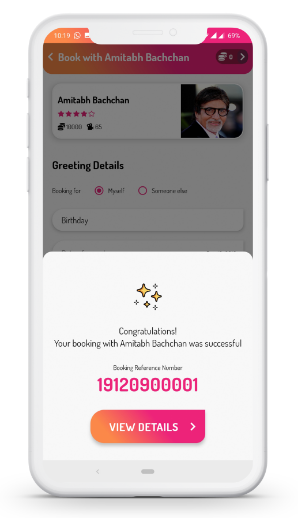 10:19 69%
Book with Amitabh Bachchan 0
Amitabh Bachchan
10000 65
Greeting Details
Booking for Myself Someone else
Birthday
Congratulations!
Your booking with Amitabh Bachchan was successful
Booking Reference Number
19120900001
VIEW DETAILS